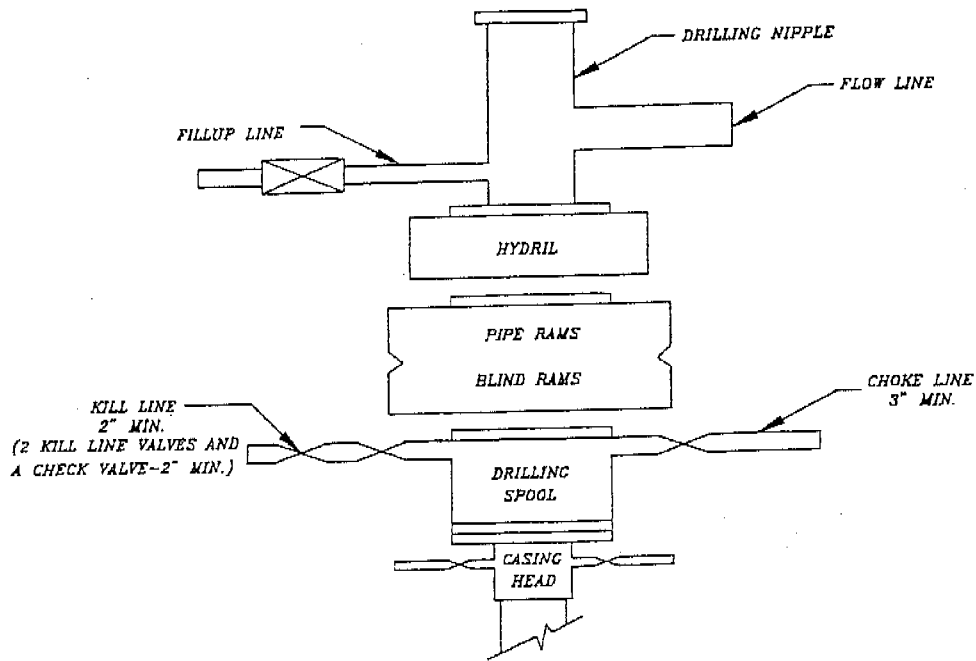 DRILLING NIPPLE
FLOW LINE
FILLUP LINE
HYDRIL
PIPE RAMS
BLIND RAMS
CHOKE LINE
3" MIN.
KILL LINE
2" MIN.
(2 KILL LINE VALVES AND
A CHECK VALVE-2" MIN.)
DRILLING
SPOOL
CASING
HEAD